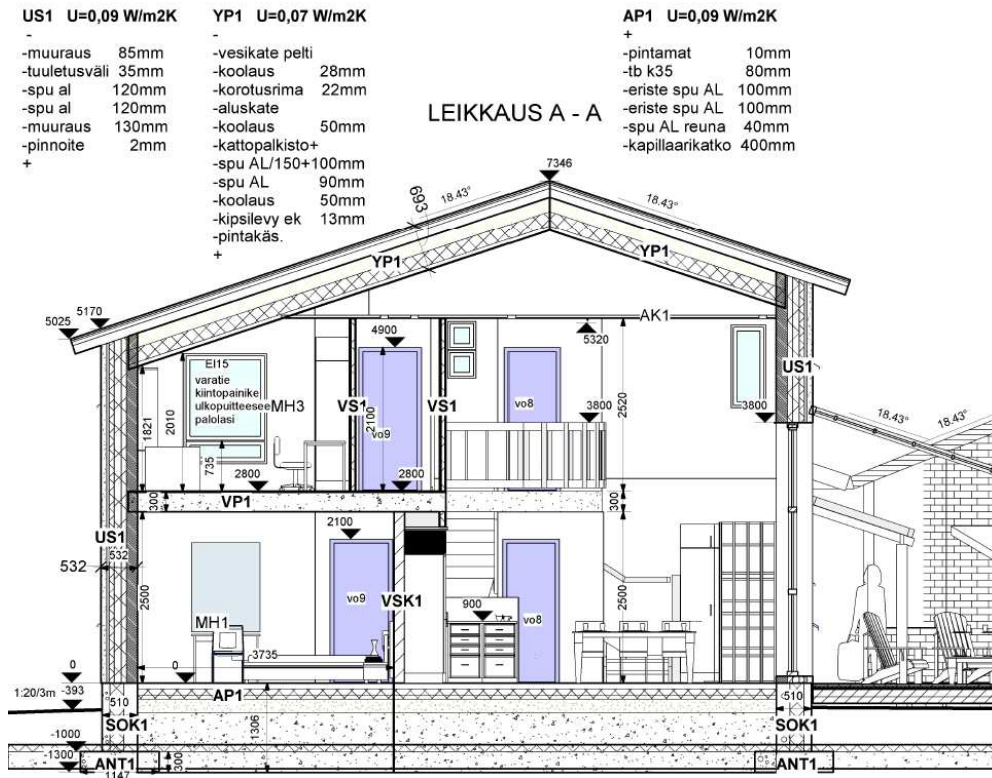 US1 U=0,09 W/m2K
-
-muuraus 85mm
-tuuletusväli 35mm
-spu al 120mm
-spu al 120mm
-muuraus 130mm
-pinnoite 2mm
+
YP1 U=0,07 W/m2K
-
-vesikate pelti
-koolaus 28mm
-korotusrima 22mm
-aluskate
-koolaus 50mm
-kattopalkisto+
-spu AL/150+100mm
-spu AL 90mm
-koolaus 50mm
-kipsilevy ek 13mm
-pintakäs.
+
AP1 U=0,09 W/m2K
+
-pintamat 10mm
-tb k35 80mm
-eriste spu AL 100mm
-eriste spu AL 100mm
-spu AL reuna 40mm
-kapillaarikatko 400mm
LEIKKAUS A - A
7346
693
18.43°
18.43°
YP1
YP1
5025
5170
4900
AK1
5320
EI15
varatie
kiintopainike
ulkopuitteesee
palolasi
MH3
1821
2010
735
VS1
VS1
2100
vo9
vo8
3800
2520
US1
3800
18.43°
18.43°
2800
2800
VP1
300
300
US1
532
532
2100
2500
vo9
VSK1
vo8
900
2500
MH1
3735
0
0
1:20/3m
-393
AP1
510
510
SOK1
SOK1
1306
-1000
-1300
ANT1
300
ANT1
1147